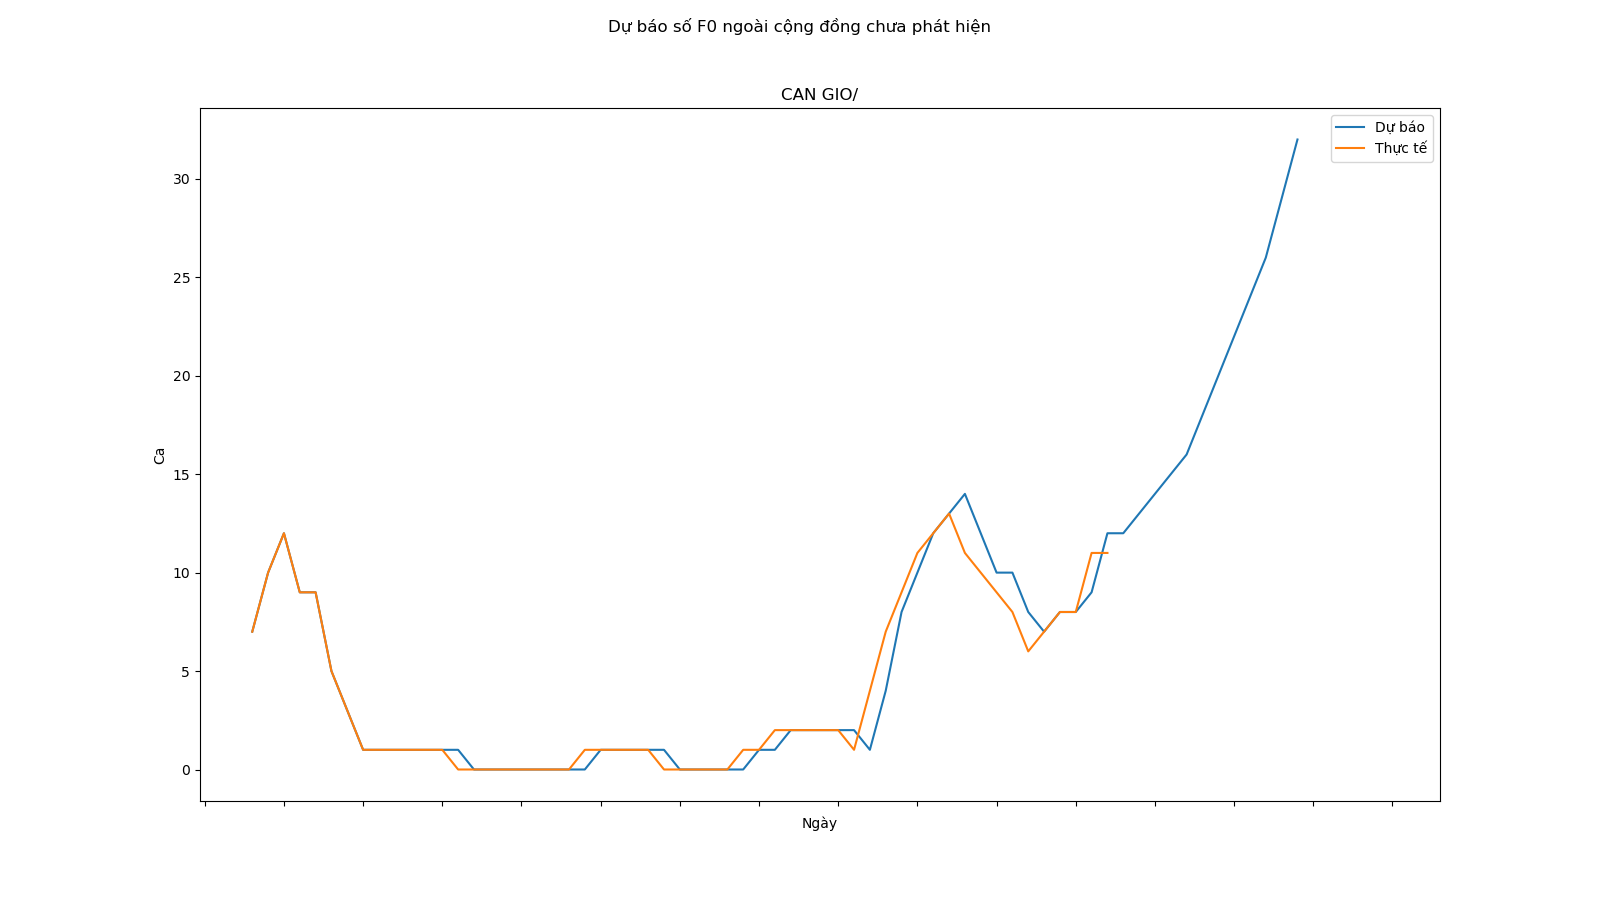 Dự báo số F0 ngoài cộng đồng chưa phát hiện
CAN GIO/
Dự báo
Thực tế
30
25
20
15
10
5
0
Ca
Ngày